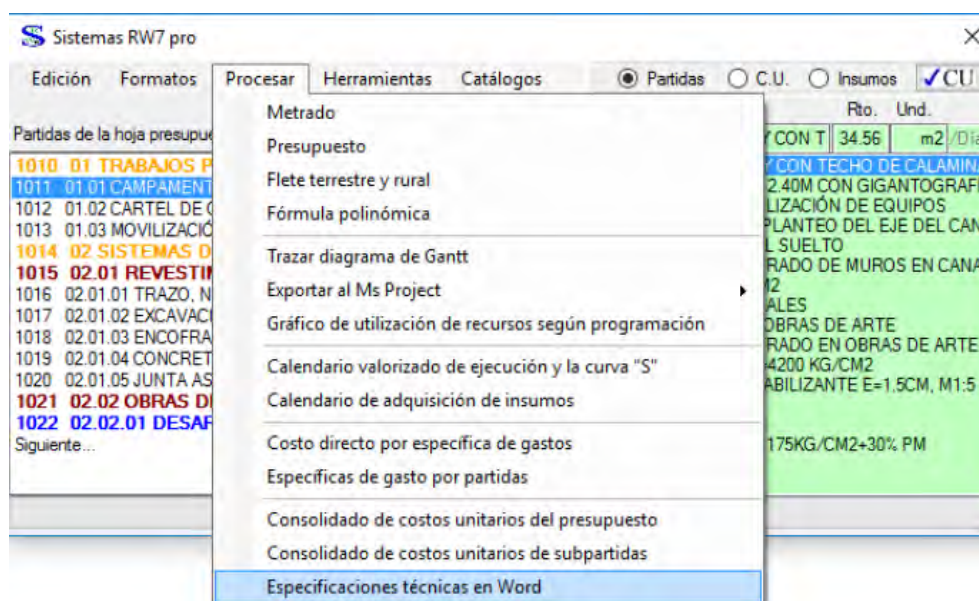 Sistemas RW7 pro
Edición Formatos Procesar Herramientas Catálogos Partidas C.U. Insumos CU
Rto. Und.
Partidas de la hoja presupue CON T 34.56 m2 /Día
1010 01 TRABAJOS P
1011 01.01 CAMPAMENT
1012 01.02 CARTEL DE
1013 01.03 MOVILIZACIÓ
1014 02 SISTEMAS D
1015 02.01 REVESTI
1016 02.01.01 TRAZO, N
1017 02.01.02 EXCAVAC
1018 02.01.03 ENCOFRA
1019 02.01.04 CONCRET
1020 02.01.05 JUNTA AS
1021 02.02 OBRAS D
1022 02.02.01 DESAR
Siguiente...
Metrado
Presupuesto
Flete terrestre y rural
Fórmula polinómica
Trazar diagrama de Gantt
Exportar al Ms Project
Gráfico de utilización de recursos según programación
Calendario valorizado de ejecución y la curva "S"
Calendario de adquisición de insumos
Costo directo por específica de gastos
Específicas de gasto por partidas
Consolidado de costos unitarios del presupuesto
Consolidado de costos unitarios de subpartidas
Especificaciones técnicas en Word
Y CON TECHO DE CALAMINA
2.40M CON GIGANTOGRAFI
LIZACIÓN DE EQUIPOS
PLANTEO DEL EJE DEL CAN
L SUELTO
RADO DE MUROS EN CANA
M2
ALES
OBRAS DE ARTE
RADO EN OBRAS DE ARTE
=4200 KG/CM2
ABILIZANTE E=1.5CM, M1:5
175KG/CM2+30% PM